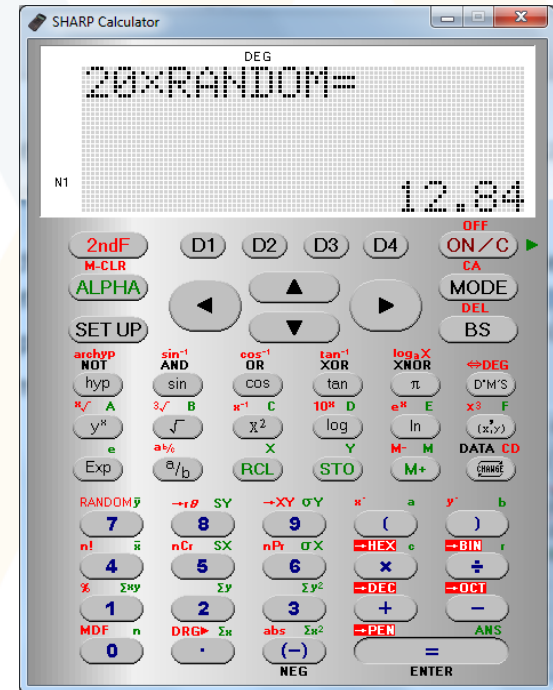 SHARP Calculator
DEG
20×RANDOM=
N1
12.84
OFF
2ndF D1 D2 D3 D4 ON/C
M-CLR CA
ALPHA MODE
DEL
SET UP BS
archyp sin⁻¹ cos⁻¹ tan⁻¹ logₐX
NOT AND OR XOR XNOR ⇔DEG
hyp sin cos tan π D°M'S
ˣ√ A ³√ B x⁻¹ C 10ˣ D eˣ E x³ F
yˣ √ X² log ln (x,y)
e aᵇ/c X Y M- M DATA CD
Exp a/b RCL STO M+ CHANGE
RANDOM ȳ →rθ SY →XY σY x´ a y´ b
7 8 9 ( )
n! x̄ nCr SX nPr σX →HEX c →BIN r
4 5 6 × ÷
% Σxy Σy Σy² →DEC →OCT
1 2 3 + −
MDF n DRG▶ Σx abs Σx² →PEN ANS
0 · (−) =
NEG ENTER